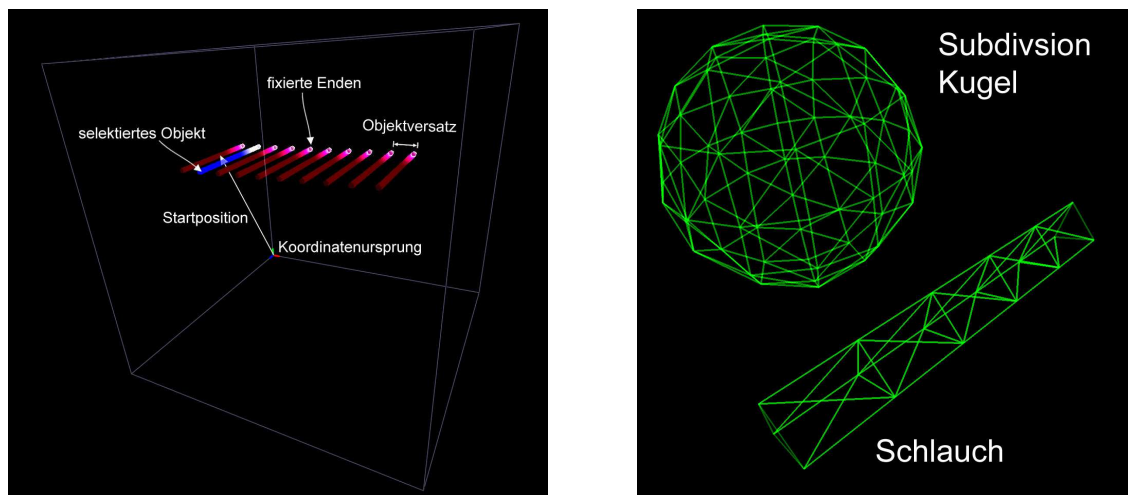 fixierte Enden
selektiertes Objekt
Objektversatz
Startposition
Koordinatenursprung
Subdivsion
Kugel
Schlauch